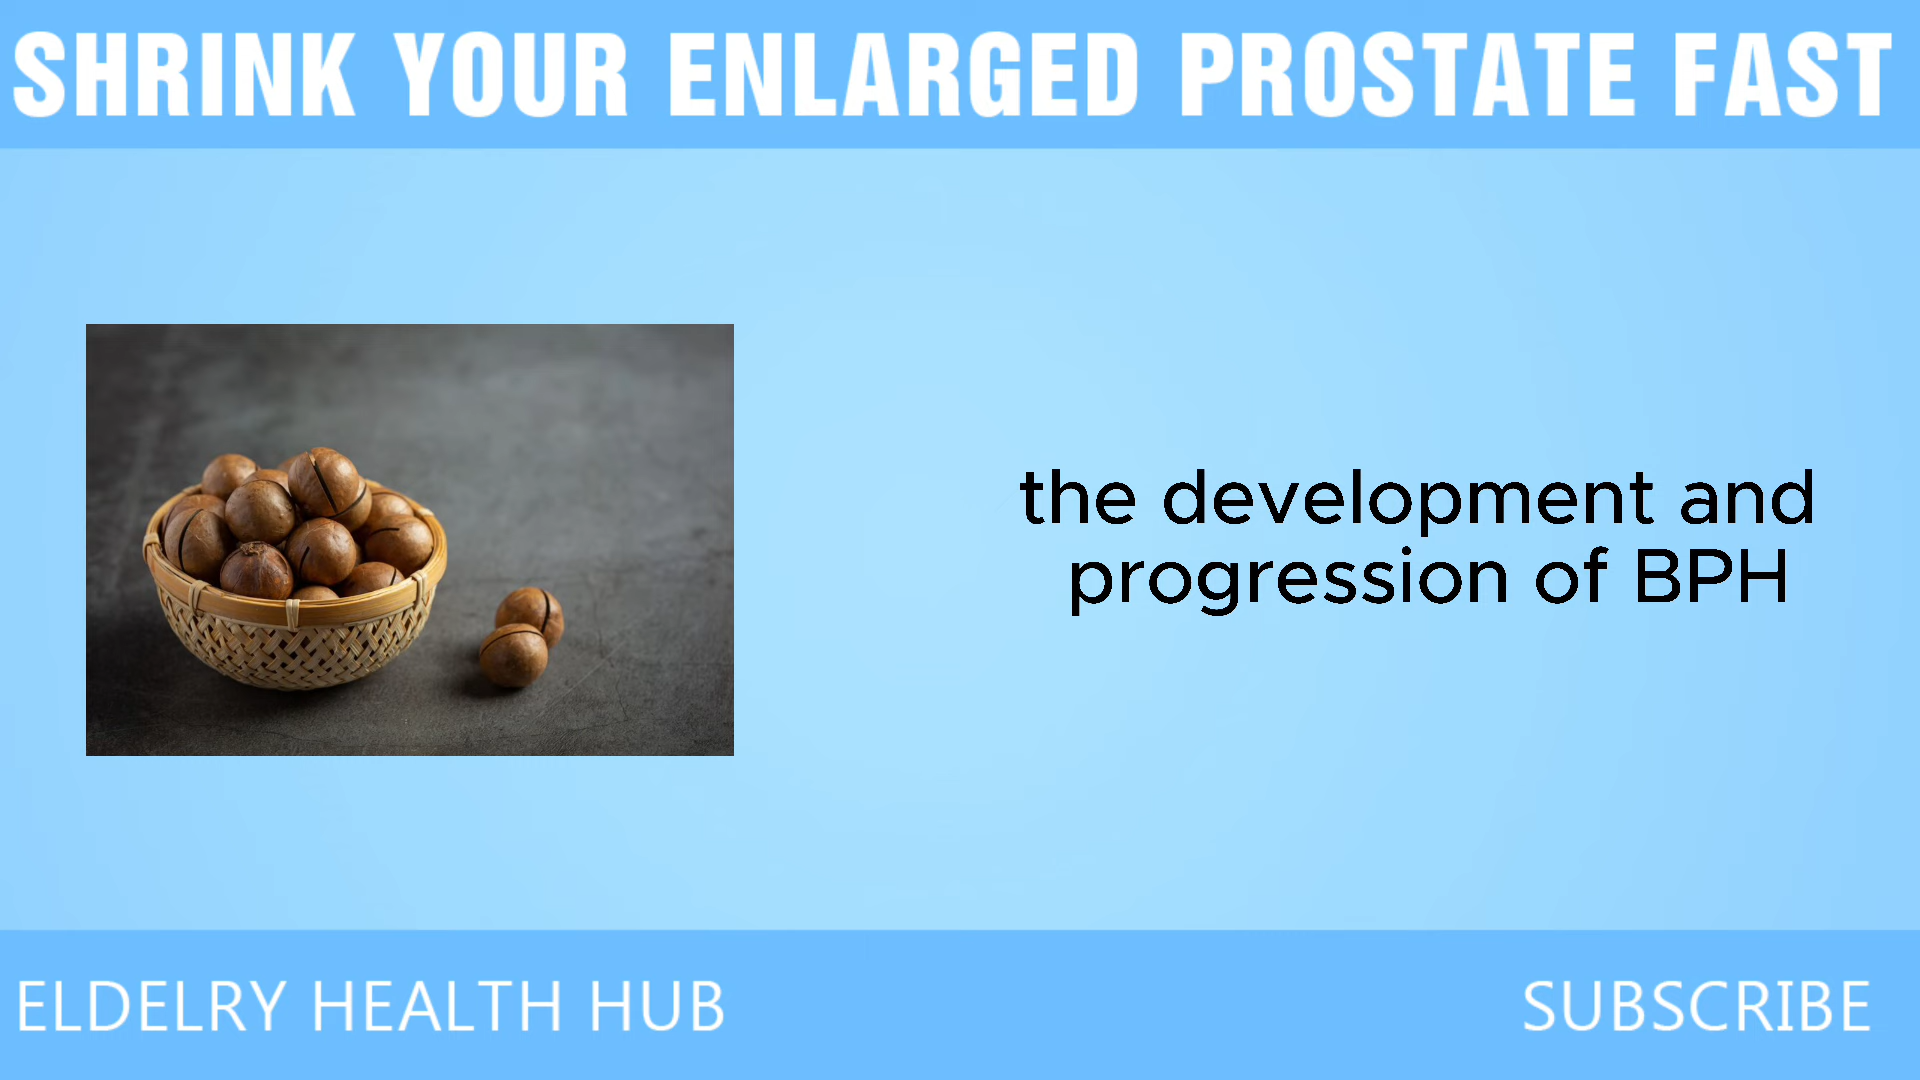 SHRINK YOUR ENLARGED PROSTATE FAST
the development and
progression of BPH
ELDELRY HEALTH HUB
SUBSCRIBE